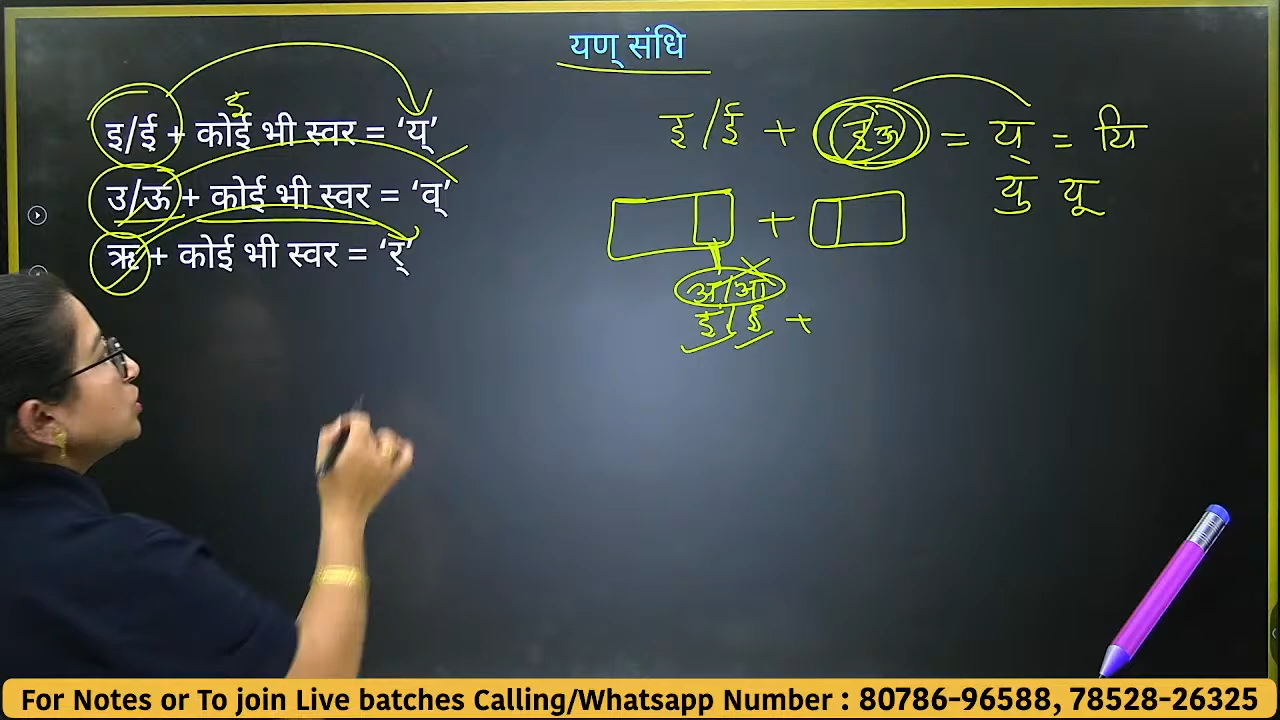 यण् संधि
इ/ई + कोई भी स्वर = ‘य्’
इ
उ/ऊ + कोई भी स्वर = ‘व्’
ऋ + कोई भी स्वर = ‘र्’
इ/ई + = य् = यि
यु यू
+
अ/आ
इ/ई +
For Notes or To join Live batches Calling/Whatsapp Number : 80786-96588, 78528-26325